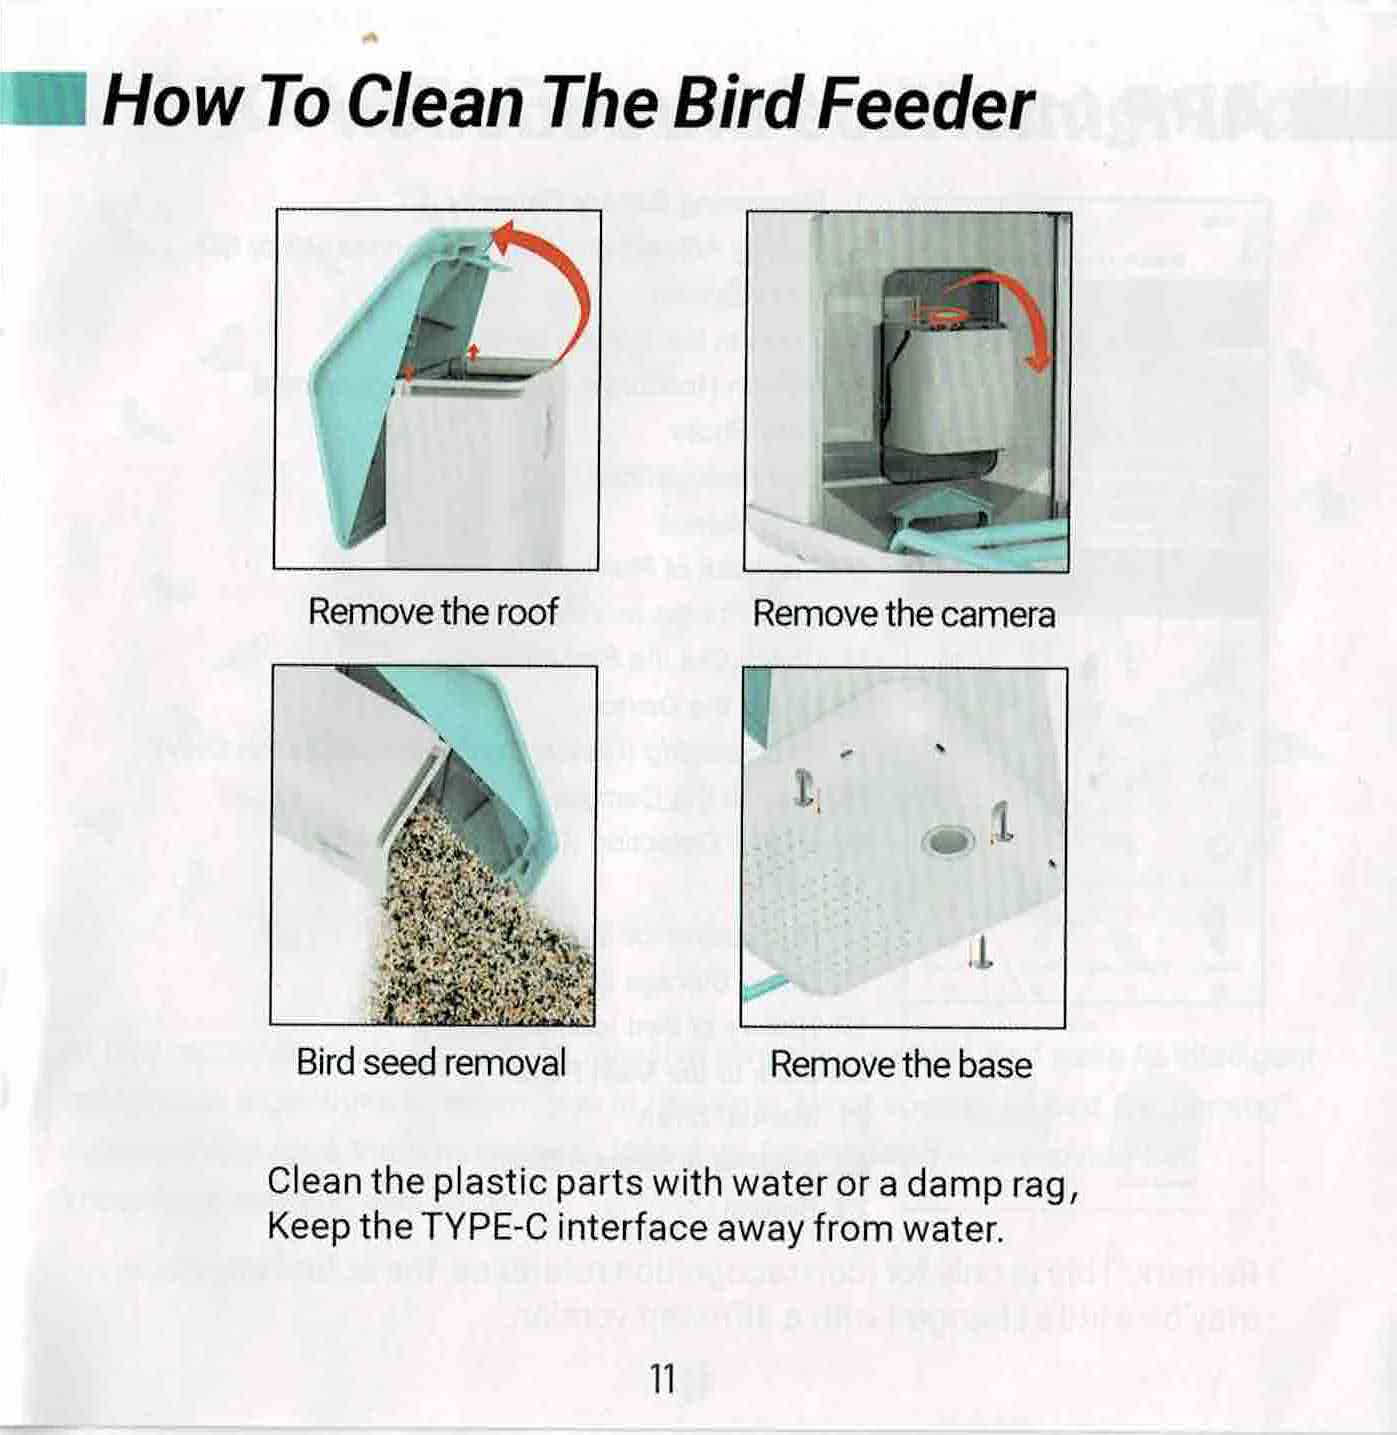 How To Clean The Bird Feeder
Remove the roof
Remove the camera
Bird seed removal
Remove the base
Clean the plastic parts with water or a damp rag,
Keep the TYPE-C interface away from water.
11